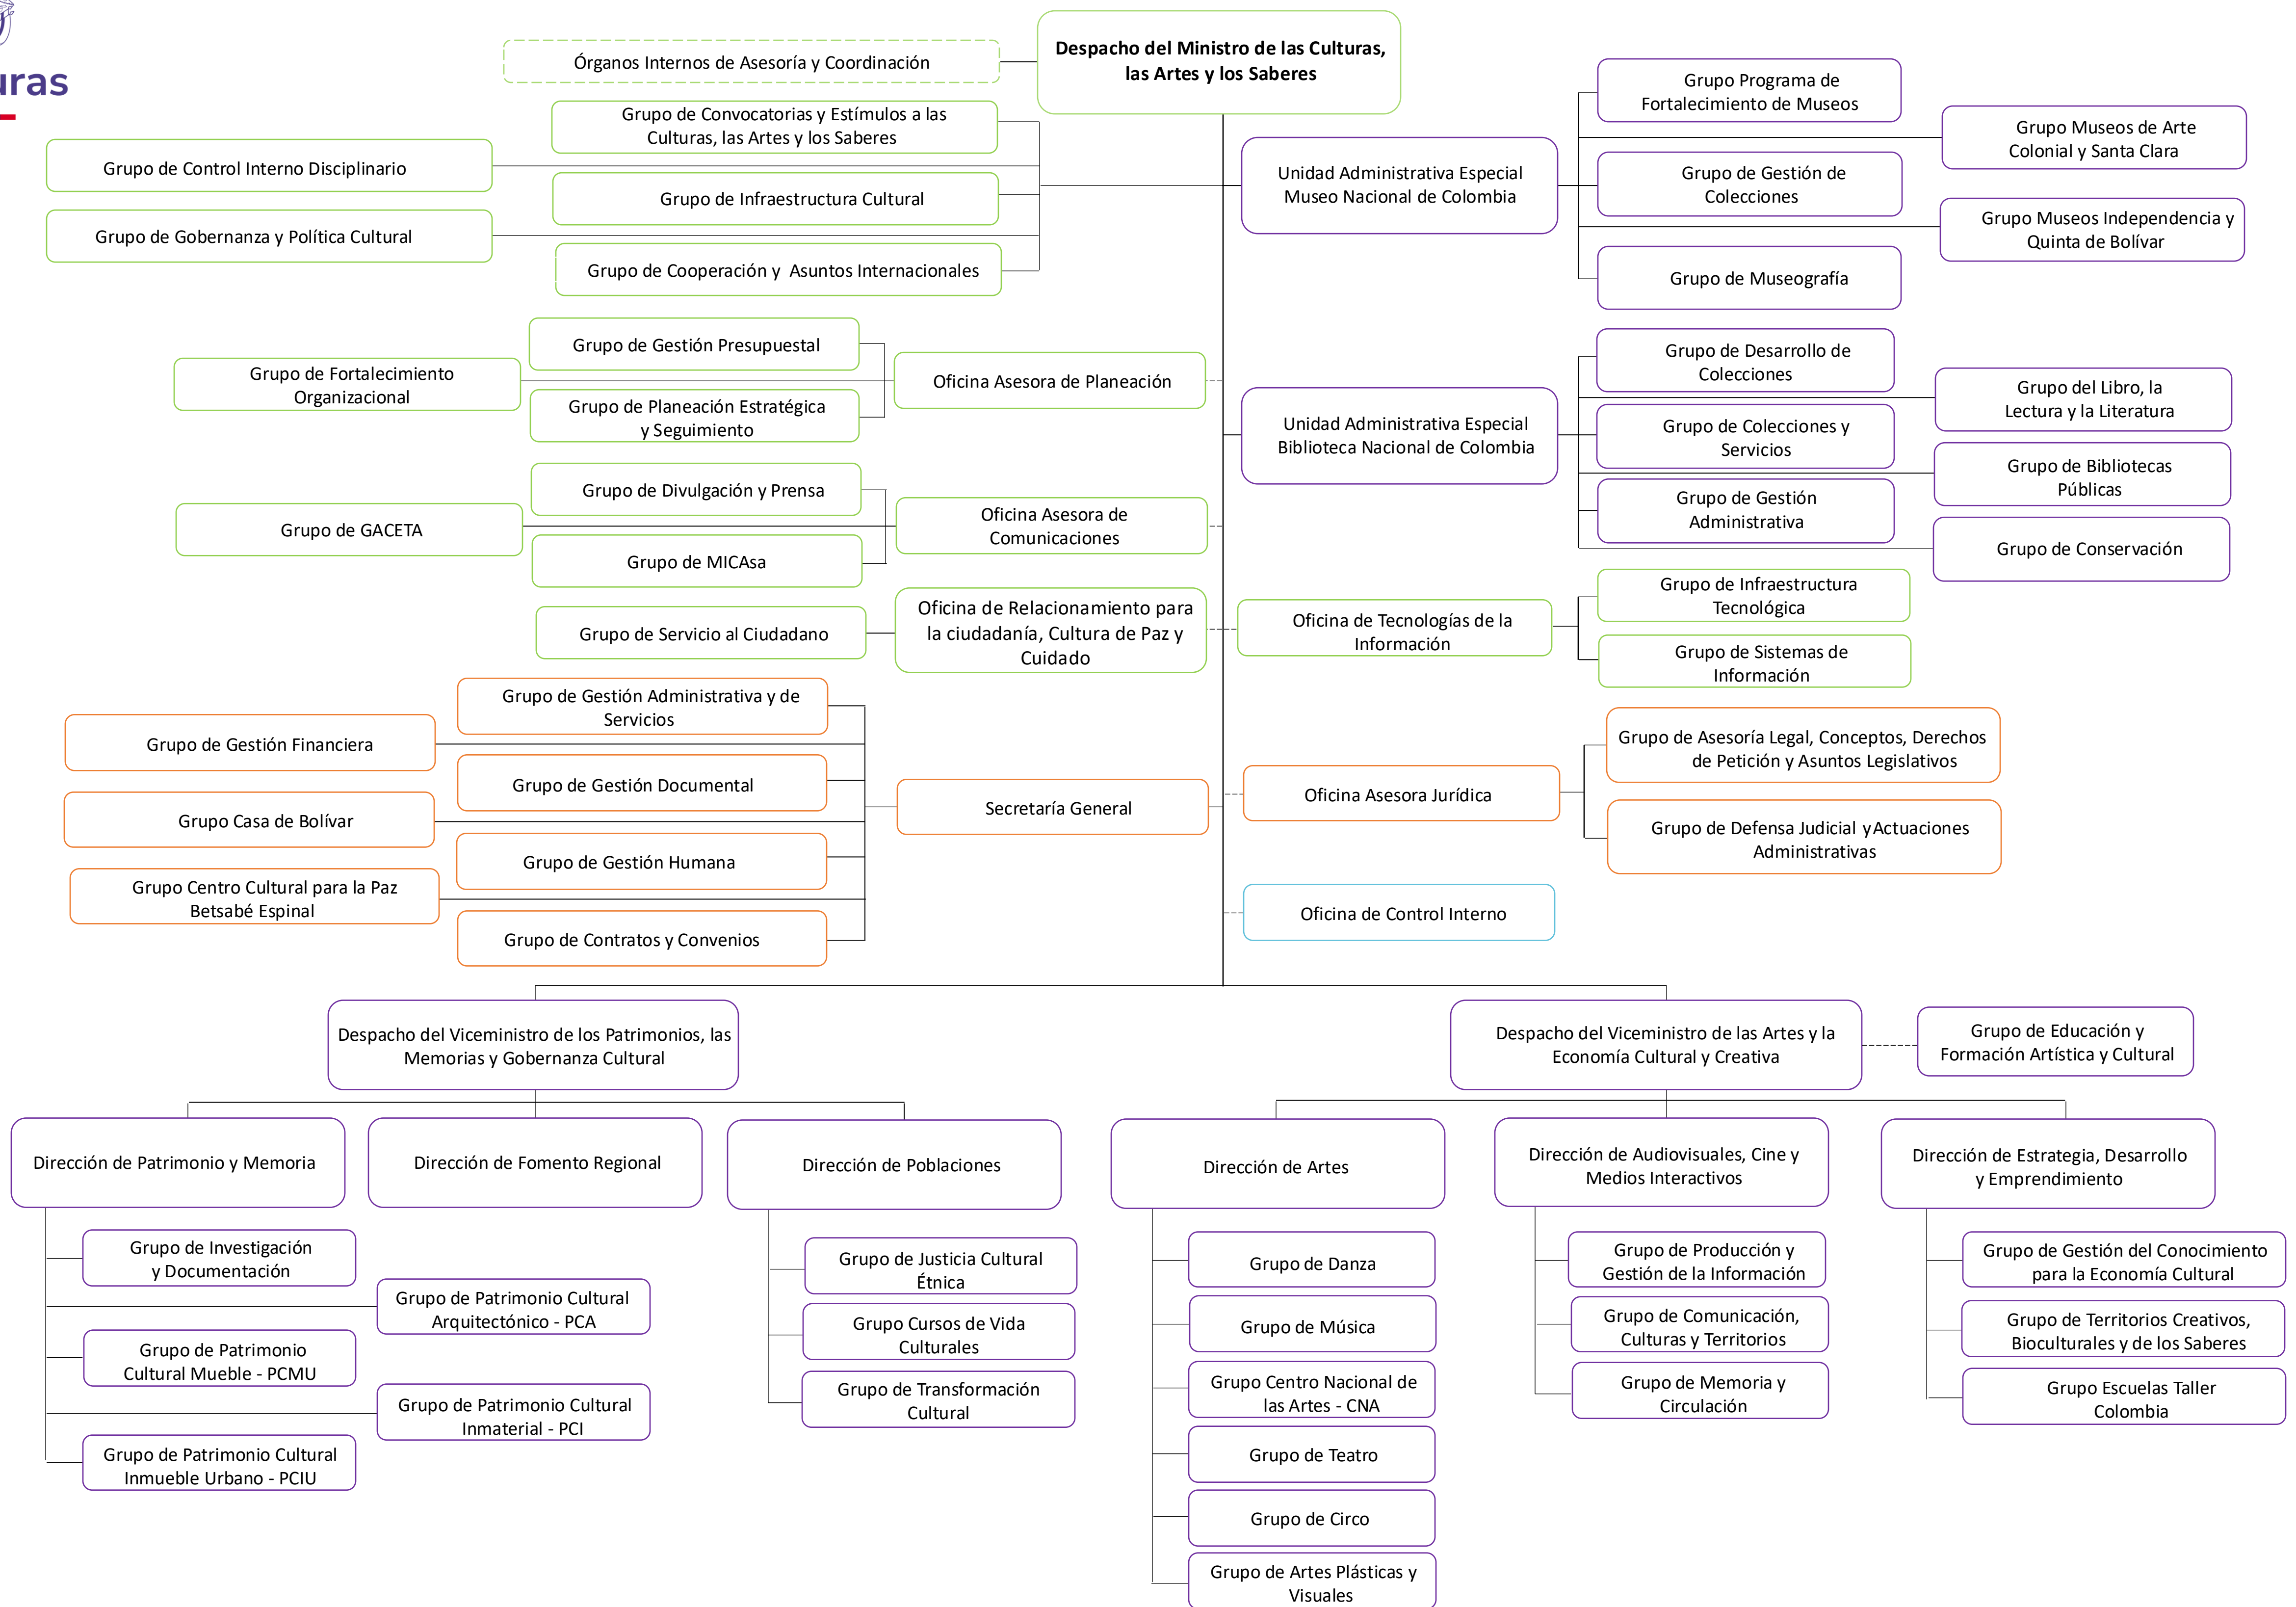 uras
Despacho del Ministro de las Culturas,
las Artes y los Saberes
Órganos Internos de Asesoría y Coordinación
Grupo de Convocatorias y Estímulos a las
Culturas, las Artes y los Saberes
Grupo de Control Interno Disciplinario
Grupo de Infraestructura Cultural
Grupo de Gobernanza y Política Cultural
Grupo de Cooperación y Asuntos Internacionales
Unidad Administrativa Especial
Museo Nacional de Colombia
Grupo Programa de
Fortalecimiento de Museos
Grupo Museos de Arte
Colonial y Santa Clara
Grupo de Gestión de
Colecciones
Grupo Museos Independencia y
Quinta de Bolívar
Grupo de Museografía
Grupo de Gestión Presupuestal
Grupo de Fortalecimiento
Organizacional
Grupo de Planeación Estratégica
y Seguimiento
Oficina Asesora de Planeación
Unidad Administrativa Especial
Biblioteca Nacional de Colombia
Grupo de Desarrollo de
Colecciones
Grupo del Libro, la
Lectura y la Literatura
Grupo de Colecciones y
Servicios
Grupo de Bibliotecas
Públicas
Grupo de Gestión
Administrativa
Grupo de Conservación
Grupo de Divulgación y Prensa
Grupo de GACETA
Grupo de MICAsa
Oficina Asesora de
Comunicaciones
Grupo de Servicio al Ciudadano
Oficina de Relacionamiento para
la ciudadanía, Cultura de Paz y
Cuidado
Oficina de Tecnologías de la
Información
Grupo de Infraestructura
Tecnológica
Grupo de Sistemas de
Información
Grupo de Gestión Administrativa y de
Servicios
Grupo de Gestión Financiera
Grupo de Gestión Documental
Grupo Casa de Bolívar
Grupo de Gestión Humana
Grupo Centro Cultural para la Paz
Betsabé Espinal
Grupo de Contratos y Convenios
Secretaría General
Oficina Asesora Jurídica
Grupo de Asesoría Legal, Conceptos, Derechos
de Petición y Asuntos Legislativos
Grupo de Defensa Judicial yActuaciones
Administrativas
Oficina de Control Interno
Despacho del Viceministro de los Patrimonios, las
Memorias y Gobernanza Cultural
Despacho del Viceministro de las Artes y la
Economía Cultural y Creativa
Grupo de Educación y
Formación Artística y Cultural
Dirección de Patrimonio y Memoria
Dirección de Fomento Regional
Dirección de Poblaciones
Dirección de Artes
Dirección de Audiovisuales, Cine y
Medios Interactivos
Dirección de Estrategia, Desarrollo
y Emprendimiento
Grupo de Investigación
y Documentación
Grupo de Patrimonio Cultural
Arquitectónico - PCA
Grupo de Patrimonio
Cultural Mueble - PCMU
Grupo de Patrimonio Cultural
Inmaterial - PCI
Grupo de Patrimonio Cultural
Inmueble Urbano - PCIU
Grupo de Justicia Cultural
Étnica
Grupo Cursos de Vida
Culturales
Grupo de Transformación
Cultural
Grupo de Danza
Grupo de Música
Grupo Centro Nacional de
las Artes - CNA
Grupo de Teatro
Grupo de Circo
Grupo de Artes Plásticas y
Visuales
Grupo de Producción y
Gestión de la Información
Grupo de Comunicación,
Culturas y Territorios
Grupo de Memoria y
Circulación
Grupo de Gestión del Conocimiento
para la Economía Cultural
Grupo de Territorios Creativos,
Bioculturales y de los Saberes
Grupo Escuelas Taller
Colombia